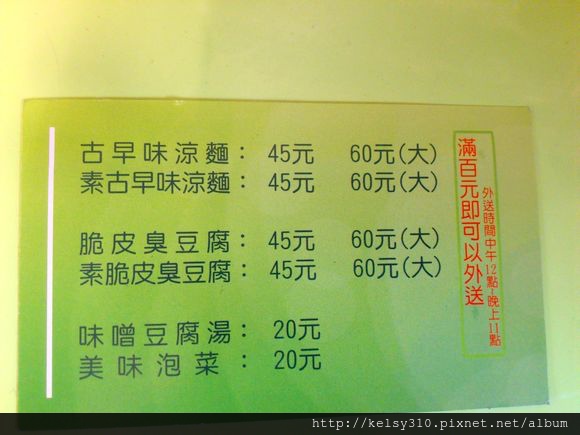 古早味涼麵： 45元 60元(大)
素古早味涼麵： 45元 60元(大)
脆皮臭豆腐： 45元 60元(大)
素脆皮臭豆腐： 45元 60元(大)
味噌豆腐湯： 20元
美味泡菜： 20元
外送時間中午12點~晚上11點
滿百元即可以外送
http://kelsy310.pixnet.net/album